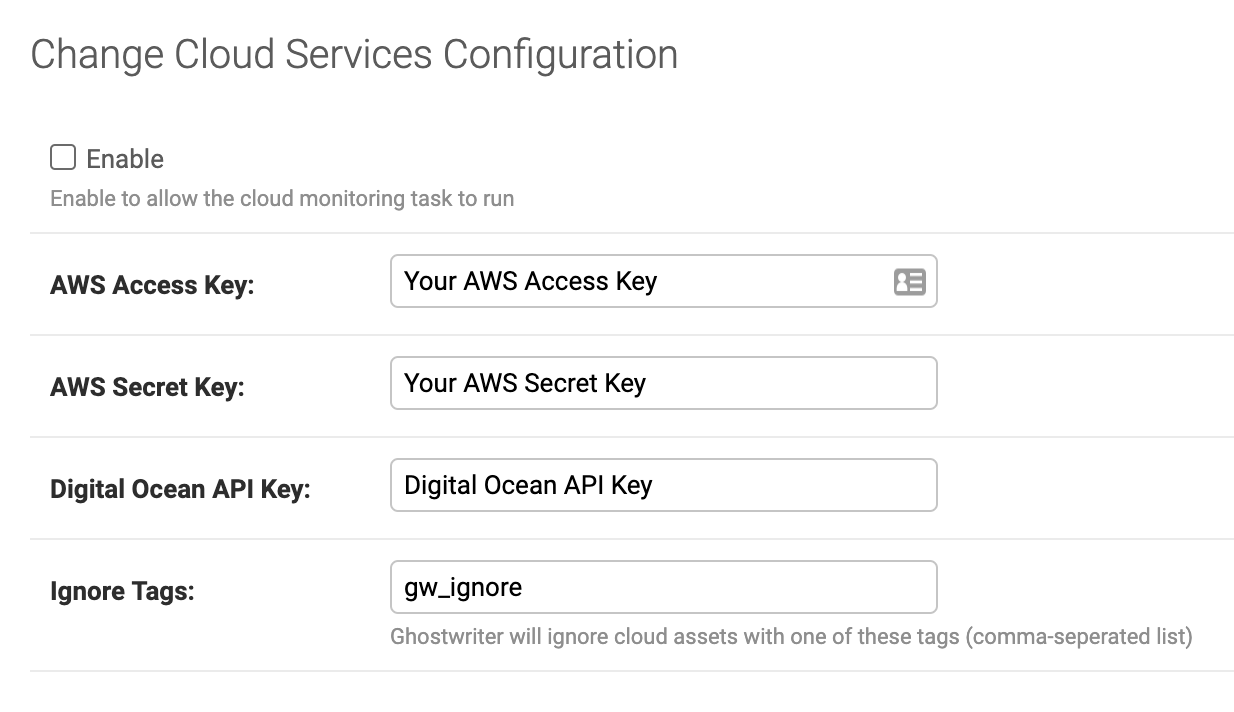 Change Cloud Services Configuration
Enable
Enable to allow the cloud monitoring task to run
AWS Access Key: Your AWS Access Key
AWS Secret Key: Your AWS Secret Key
Digital Ocean API Key: Digital Ocean API Key
Ignore Tags: gw_ignore
Ghostwriter will ignore cloud assets with one of these tags (comma-seperated list)